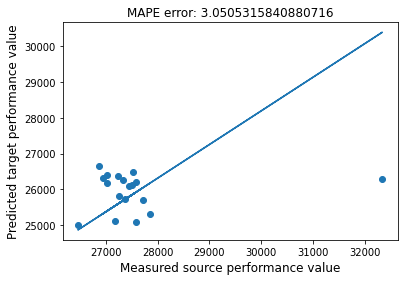 MAPE error: 3.0505315840880716
Predicted target performance value
30000
29000
28000
27000
26000
25000
27000 28000 29000 30000 31000 32000
Measured source performance value